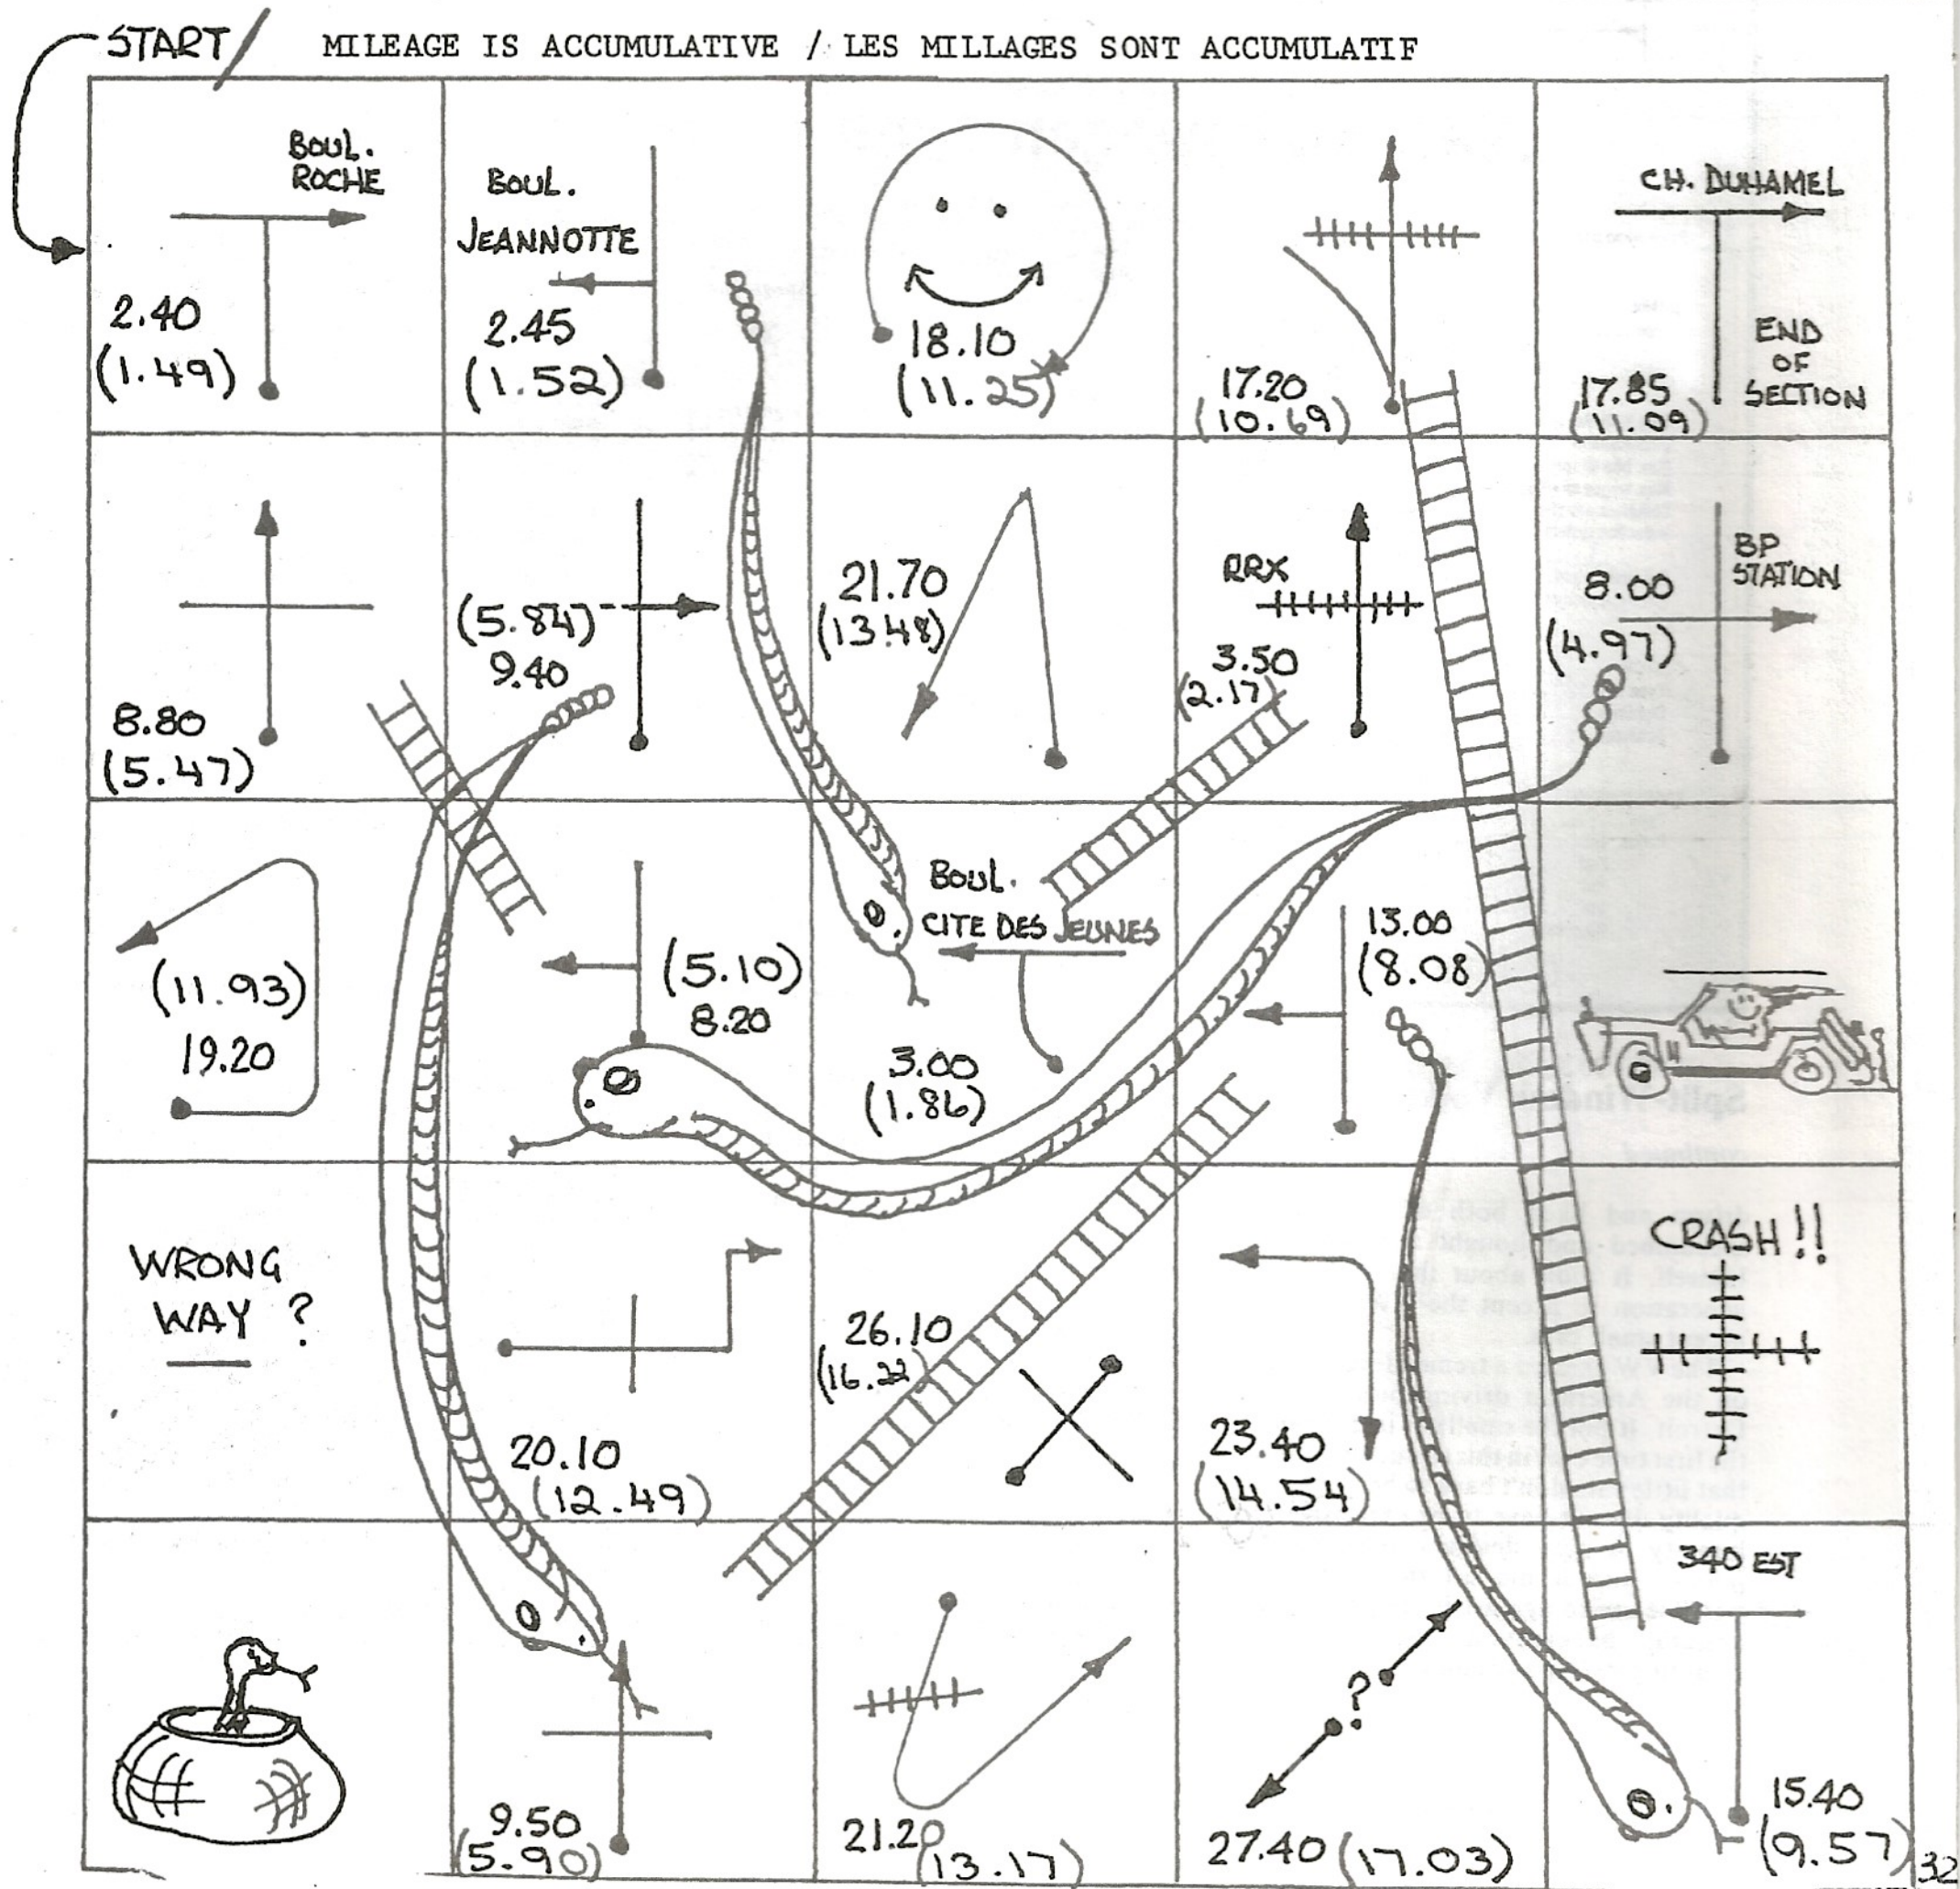 START/
MILEAGE IS ACCUMULATIVE / LES MILLAGES SONT ACCUMULATIF
BOUL.
ROCHE
2.40
(1.49)
BOUL.
JEANNOTTE
2.45
(1.52)
18.10
(11.25)
17.20
(10.69)
CH. DUHAMEL
END
OF
SECTION
17.85
(11.09)
8.80
(5.47)
(5.84)
9.40
21.70
(13.48)
RRX
3.50
(2.17)
BP
STATION
8.00
(4.97)
(11.93)
19.20
(5.10)
8.20
BOUL.
CITE DES JEUNES
3.00
(1.86)
13.00
(8.08)
WRONG
WAY ?
20.10
(12.49)
26.10
(16.22)
23.40
(14.54)
CRASH!!
9.50
(5.90)
21.20
(13.17)
?
27.40 (17.03)
340 EST
15.40
(9.57)
32